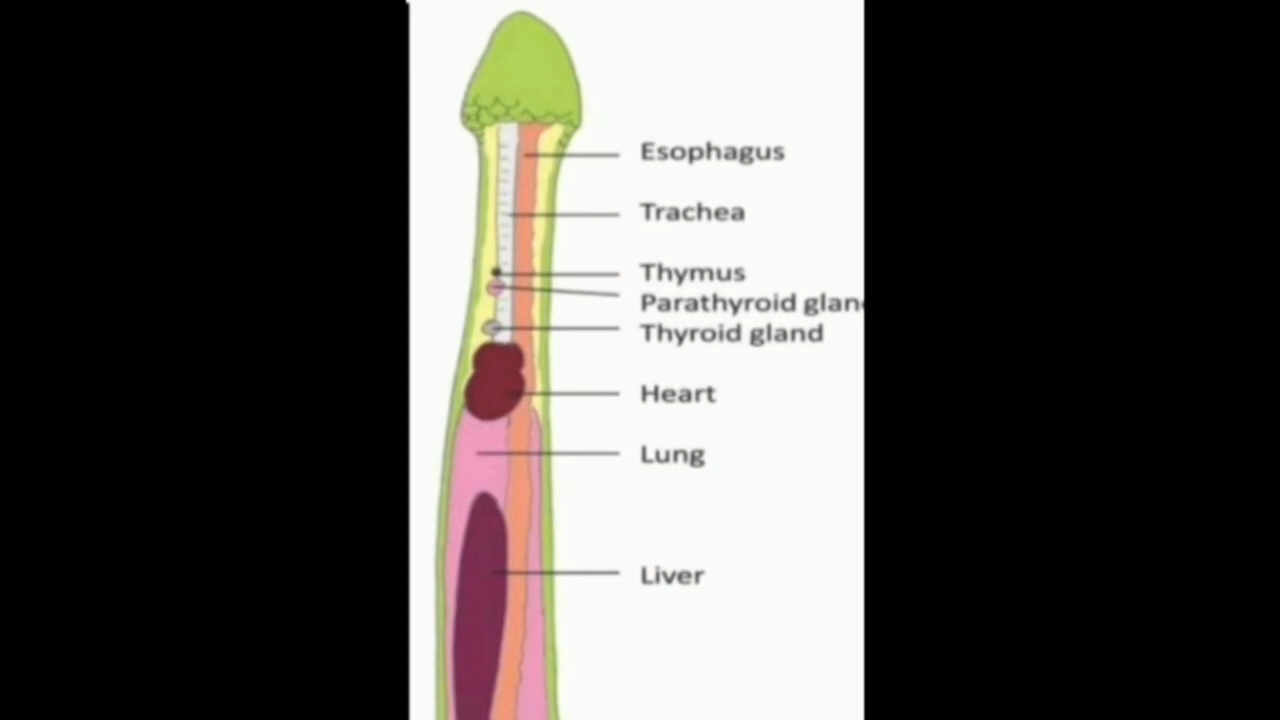 Esophagus
Trachea
Thymus
Parathyroid glan
Thyroid gland
Heart
Lung
Liver